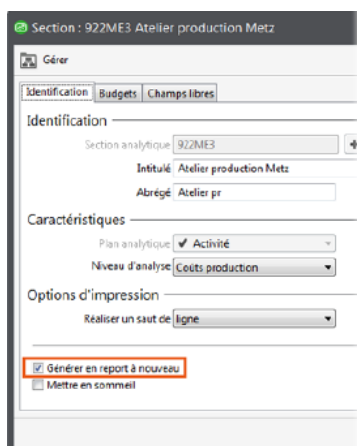 Section : 922ME3 Atelier production Metz
Gérer
Identification Budgets Champs libres
Identification
Section analytique 922ME3
Intitulé Atelier production Metz
Abrégé Atelier pr
Caractéristiques
Plan analytique ✔ Activité
Niveau d'analyse Coûts production
Options d'impression
Réaliser un saut de ligne
Générer en report à nouveau
Mettre en sommeil